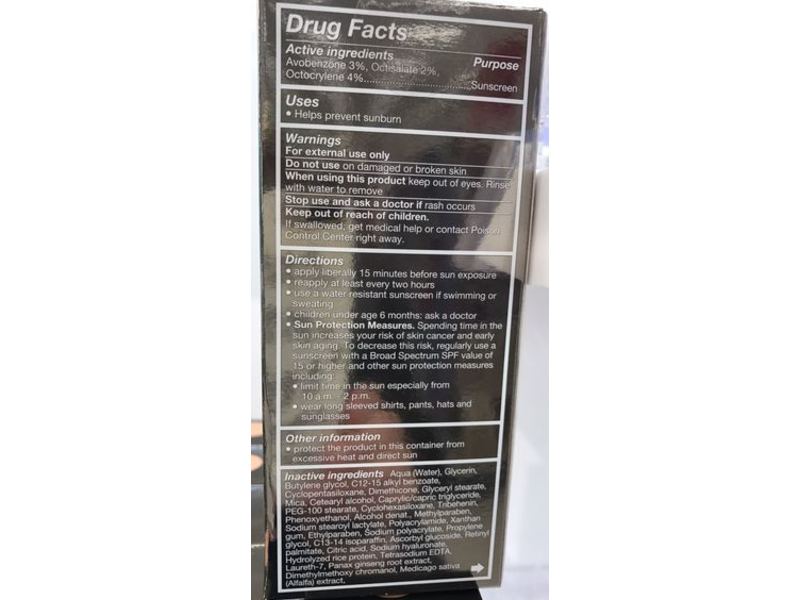 Drug Facts
Active ingredients
Purpose
Avobenzone 3%, Octisalate 2%,
Octocrylene 4%..............................Sunscreen
Uses
• Helps prevent sunburn
Warnings
For external use only
Do not use on damaged or broken skin
When using this product keep out of eyes. Rinse
with water to remove
Stop use and ask a doctor if rash occurs
Keep out of reach of children.
If swallowed, get medical help or contact Poison
Control Center right away.
Directions
• apply liberally 15 minutes before sun exposure
• reapply at least every two hours
• use a water resistant sunscreen if swimming or
sweating
• children under age 6 months: ask a doctor
• Sun Protection Measures. Spending time in the
sun increases your risk of skin cancer and early
skin aging. To decrease this risk, regularly use a
sunscreen with a Broad Spectrum SPF value of
15 or higher and other sun protection measures
including:
• limit time in the sun especially from
10 a.m. - 2 p.m.
• wear long sleeved shirts, pants, hats and
sunglasses
Other information
• protect the product in this container from
excessive heat and direct sun
Inactive ingredients Aqua (Water), Glycerin,
Butylene glycol, C12-15 alkyl benzoate,
Cyclopentasiloxane, Dimethicone, Glyceryl stearate,
Mica, Cetearyl alcohol, Caprylic/capric triglyceride,
PEG-100 stearate, Cyclohexasiloxane, Tribehenin,
Phenoxyethanol, Alcohol denat., Methylparaben,
Sodium stearoyl lactylate, Polyacrylamide, Xanthan
gum, Ethylparaben, Sodium polyacrylate, Propylene
glycol, C13-14 isoparaffin, Ascorbyl glucoside, Retinyl
palmitate, Citric acid, Sodium hyaluronate,
Hydrolyzed rice protein, Tetrasodium EDTA,
Laureth-7, Panax ginseng root extract,
Dimethylmethoxy chromanol, Medicago sativa
(Alfalfa) extract.